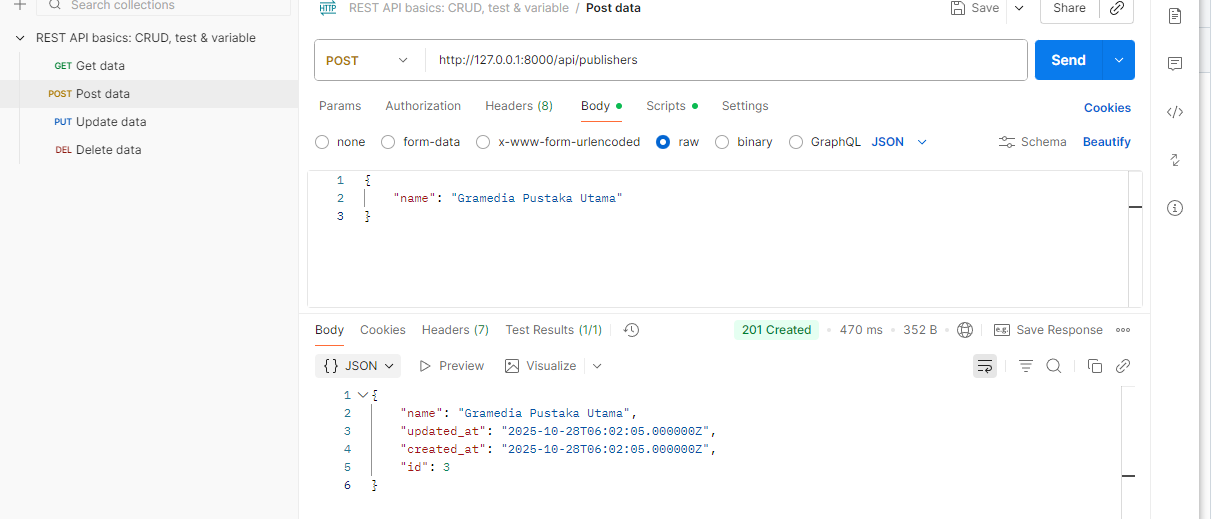 Search collections
REST API basics: CRUD, test & variable
GET Get data
POST Post data
PUT Update data
DEL Delete data
HTTP REST API basics: CRUD, test & variable / Post data
Save
Share
POST http://127.0.0.1:8000/api/publishers
Send
Params Authorization Headers (8) Body Scripts Settings
Cookies
none form-data x-www-form-urlencoded raw binary GraphQL JSON
Schema Beautify
1 {
2 "name": "Gramedia Pustaka Utama"
3 }
Body Cookies Headers (7) Test Results (1/1)
201 Created • 470 ms • 352 B
e.g. Save Response
{} JSON Preview Visualize
1 {
2 "name": "Gramedia Pustaka Utama",
3 "updated_at": "2025-10-28T06:02:05.000000Z",
4 "created_at": "2025-10-28T06:02:05.000000Z",
5 "id": 3
6 }